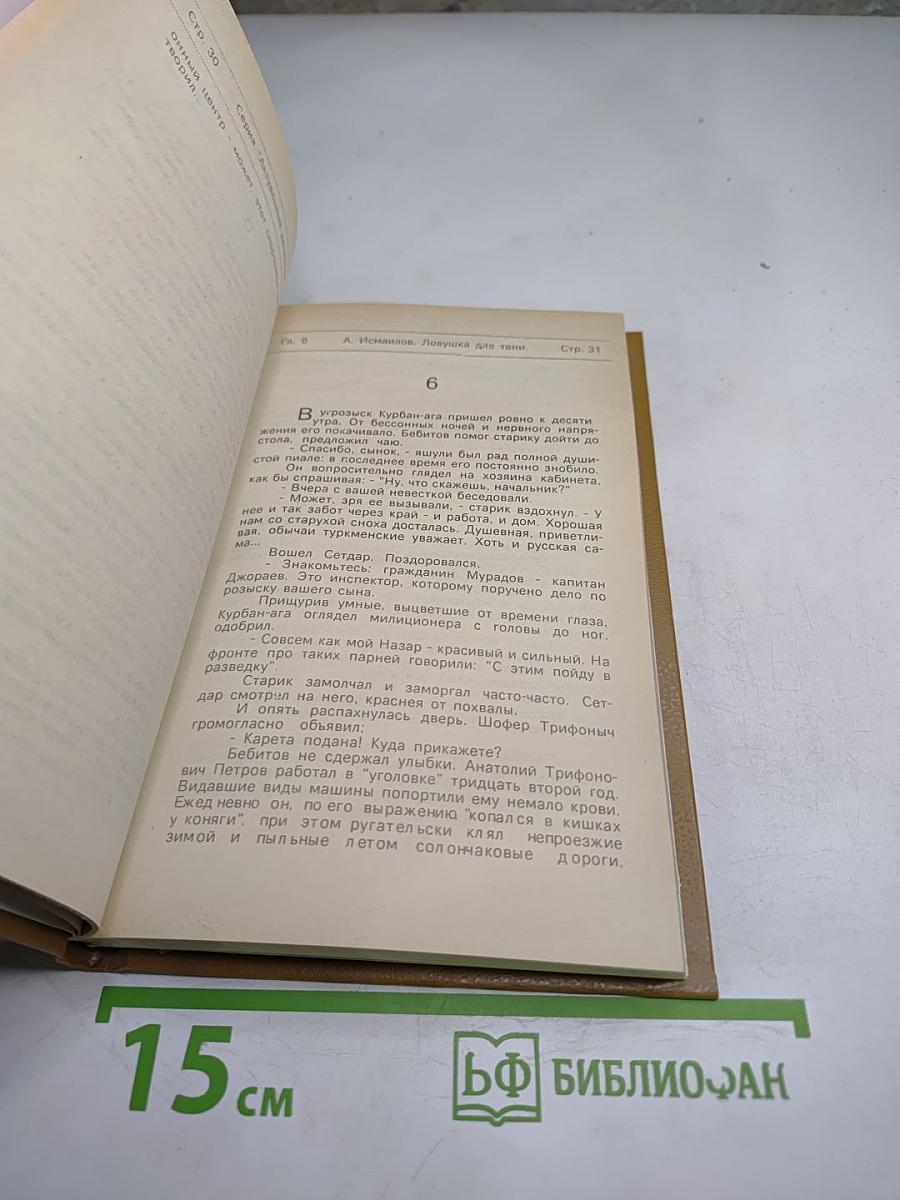 Стр. 30
Серия "Актуальный
онный центр - может этот
творил.
Гл. 6 А. Исмаилов. Ловушка для тени. Стр. 31
6
В угрозыск Курбан-ага пришел ровно к десяти
утра. От бессонных ночей и нервного напря-
жения его покачивало. Бебитов помог старику дойти до
стола, предложил чаю.
- Спасибо, сынок, - яшули был рад полной души-
стой пиале: в последнее время его постоянно знобило.
Он вопросительно глядел на хозяина кабинета,
как бы спрашивая: - "Ну, что скажешь, начальник?"
- Вчера с вашей невесткой беседовали.
- Может, зря ее вызывали, - старик вздохнул. - У
нее и так забот через край - и работа, и дом. Хорошая
нам со старухой сноха досталась. Душевная, приветли-
вая, обычаи туркменские уважает. Хоть и русская са-
ма...
Вошел Сетдар. Поздоровался.
- Знакомьтесь: гражданин Мурадов - капитан
Джораев. Это инспектор, которому поручено дело по
розыску вашего сына.
Прищурив умные, выцветшие от времени глаза,
Курбан-ага оглядел милиционера с головы до ног,
одобрил.
- Совсем как мой Назар - красивый и сильный. На
фронте про таких парней говорили: "С этим пойду в
разведку".
Старик замолчал и заморгал часто-часто. Сет-
дар смотрел на него, краснея от похвалы.
И опять распахнулась дверь. Шофер Трифоныч
громогласно объявил:
- Карета подана! Куда прикажете?
Бебитов не сдержал улыбки. Анатолий Трифоно-
вич Петров работал в "уголовке" тридцать второй год.
Видавшие виды машины попортили ему немало крови.
Ежедневно он, по его выражению, "копался в кишках
у коняги", при этом ругательски клял непроезжие
зимой и пыльные летом солончаковые дороги.
15 см
БФ БИБЛИОФАН